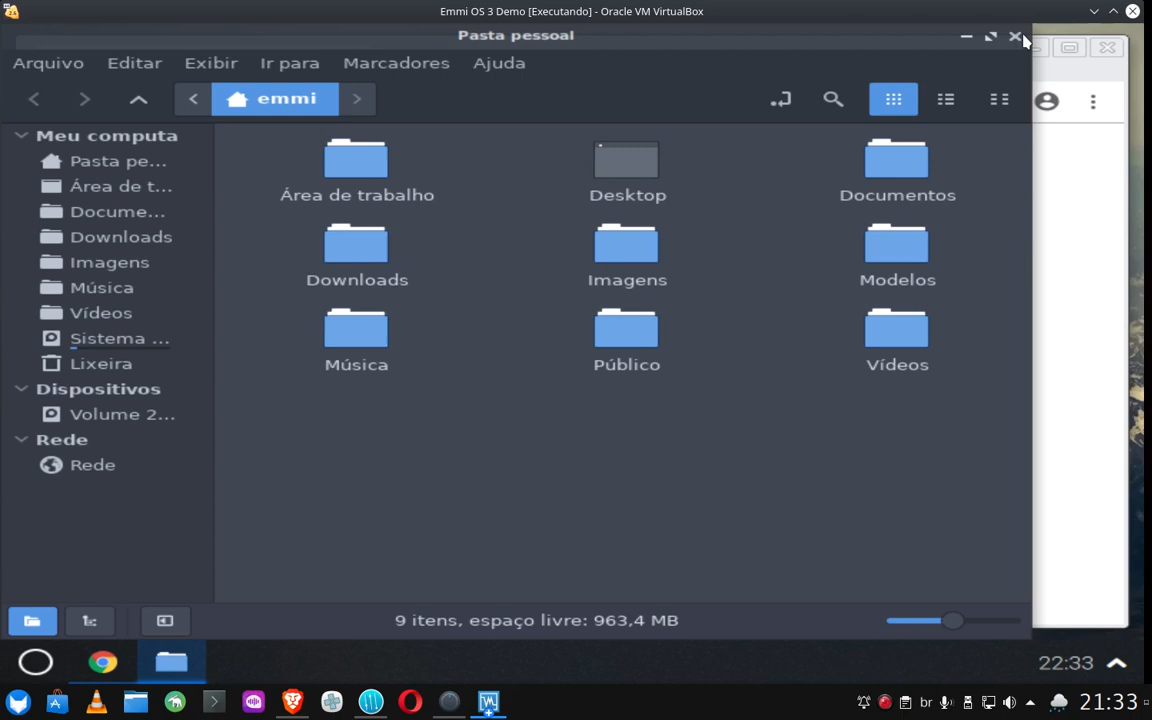 Emmi OS 3 Demo [Executando] - Oracle VM VirtualBox
Pasta pessoal
Arquivo Editar Exibir Ir para Marcadores Ajuda
emmi
Meu computa
Pasta pe...
Área de t...
Docume...
Downloads
Imagens
Música
Vídeos
Sistema ...
Lixeira
Dispositivos
Volume 2...
Rede
Rede
Área de trabalho Desktop Documentos
Downloads Imagens Modelos
Música Público Vídeos
9 itens, espaço livre: 963,4 MB
22:33
br 21:33